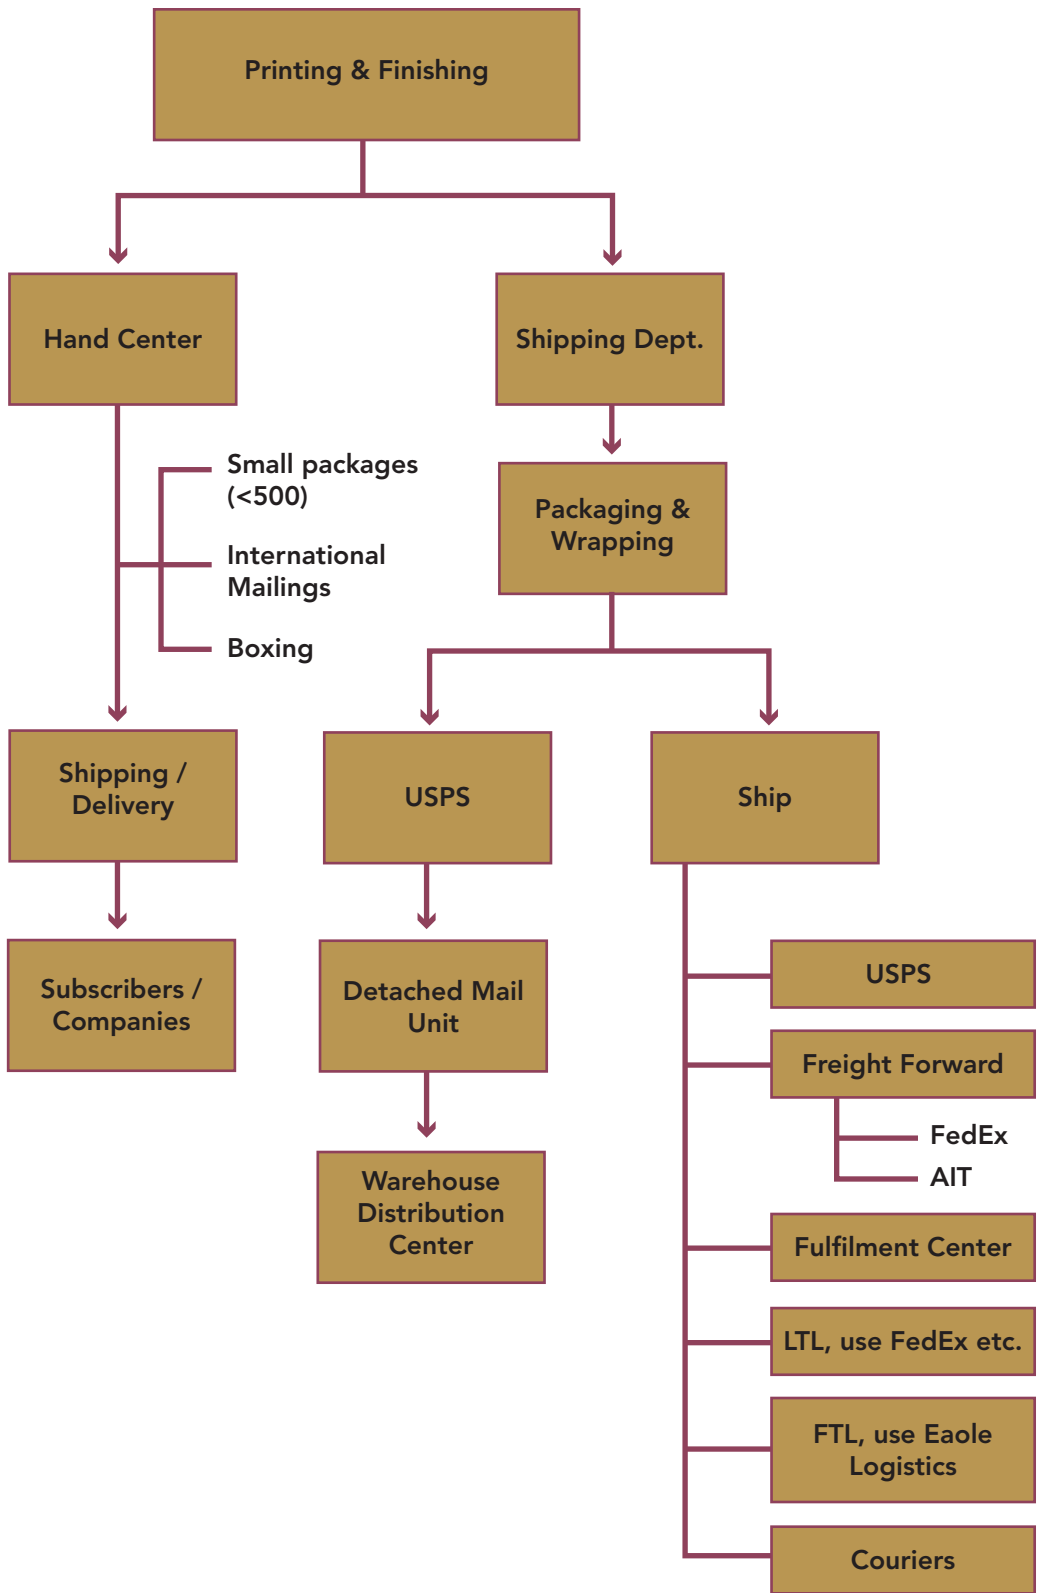 Printing & Finishing
Hand Center
Shipping Dept.
Small packages
(<500)
International
Mailings
Boxing
Packaging &
Wrapping
Shipping /
Delivery
USPS
Ship
Subscribers /
Companies
Detached Mail
Unit
Warehouse
Distribution
Center
USPS
Freight Forward
FedEx
AIT
Fulfilment Center
LTL, use FedEx etc.
FTL, use Eaole
Logistics
Couriers